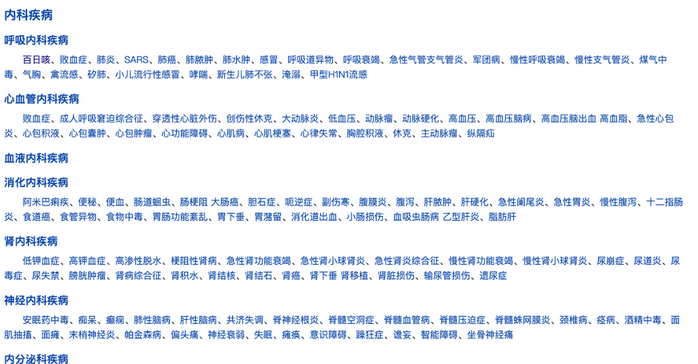 内科疾病
呼吸内科疾病
百日咳、败血症、肺炎、SARS、肺癌、肺脓肿、肺水肿、感冒、呼吸道异物、呼吸衰竭、急性气管支气管炎、军团病、慢性呼吸衰竭、慢性支气管炎、煤气中
毒、气胸、禽流感、矽肺、小儿流行性感冒、哮喘、新生儿肺不张、淹溺、甲型H1N1流感
心血管内科疾病
败血症、成人呼吸窘迫综合征、穿透性心脏外伤、创伤性休克、大动脉炎、低血压、动脉瘤、动脉硬化、高血压、高血压脑病、高血压脑出血 高血脂、急性心包
炎、心包积液、心包囊肿、心包肿瘤、心功能障碍、心肌病、心肌梗塞、心律失常、胸腔积液、休克、主动脉瘤、纵隔疝
血液内科疾病
消化内科疾病
阿米巴痢疾、便秘、便血、肠道蛔虫、肠梗阻 大肠癌、胆石症、呃逆症、副伤寒、腹膜炎、腹泻、肝脓肿、肝硬化、急性阑尾炎、急性胃炎、慢性腹泻、十二指肠
炎、食道癌、食管异物、食物中毒、胃肠功能紊乱、胃下垂、胃潴留、消化道出血、小肠损伤、血吸虫肠病 乙型肝炎、脂肪肝
肾内科疾病
低钾血症、高钾血症、高渗性脱水、梗阻性肾病、急性肾功能衰竭、急性肾小球肾炎、急性肾炎综合征、慢性肾功能衰竭、慢性肾小球肾炎、尿崩症、尿道炎、尿
毒症、尿失禁、膀胱肿瘤、肾病综合征、肾积水、肾结核、肾结石、肾癌、肾下垂 肾移植、肾脏损伤、输尿管损伤、遗尿症
神经内科疾病
安眠药中毒、痴呆、癫痫、肺性脑病、肝性脑病、共济失调、脊神经根炎、脊髓空洞症、脊髓血管病、脊髓压迫症、脊髓蛛网膜炎、颈椎病、痉病、酒精中毒、面
肌抽搐、面瘫、末梢神经炎、帕金森病、偏头痛、神经衰弱、失眠、瘫痪、意识障碍、躁狂症、谵妄、智能障碍、坐骨神经痛
内分泌科疾病